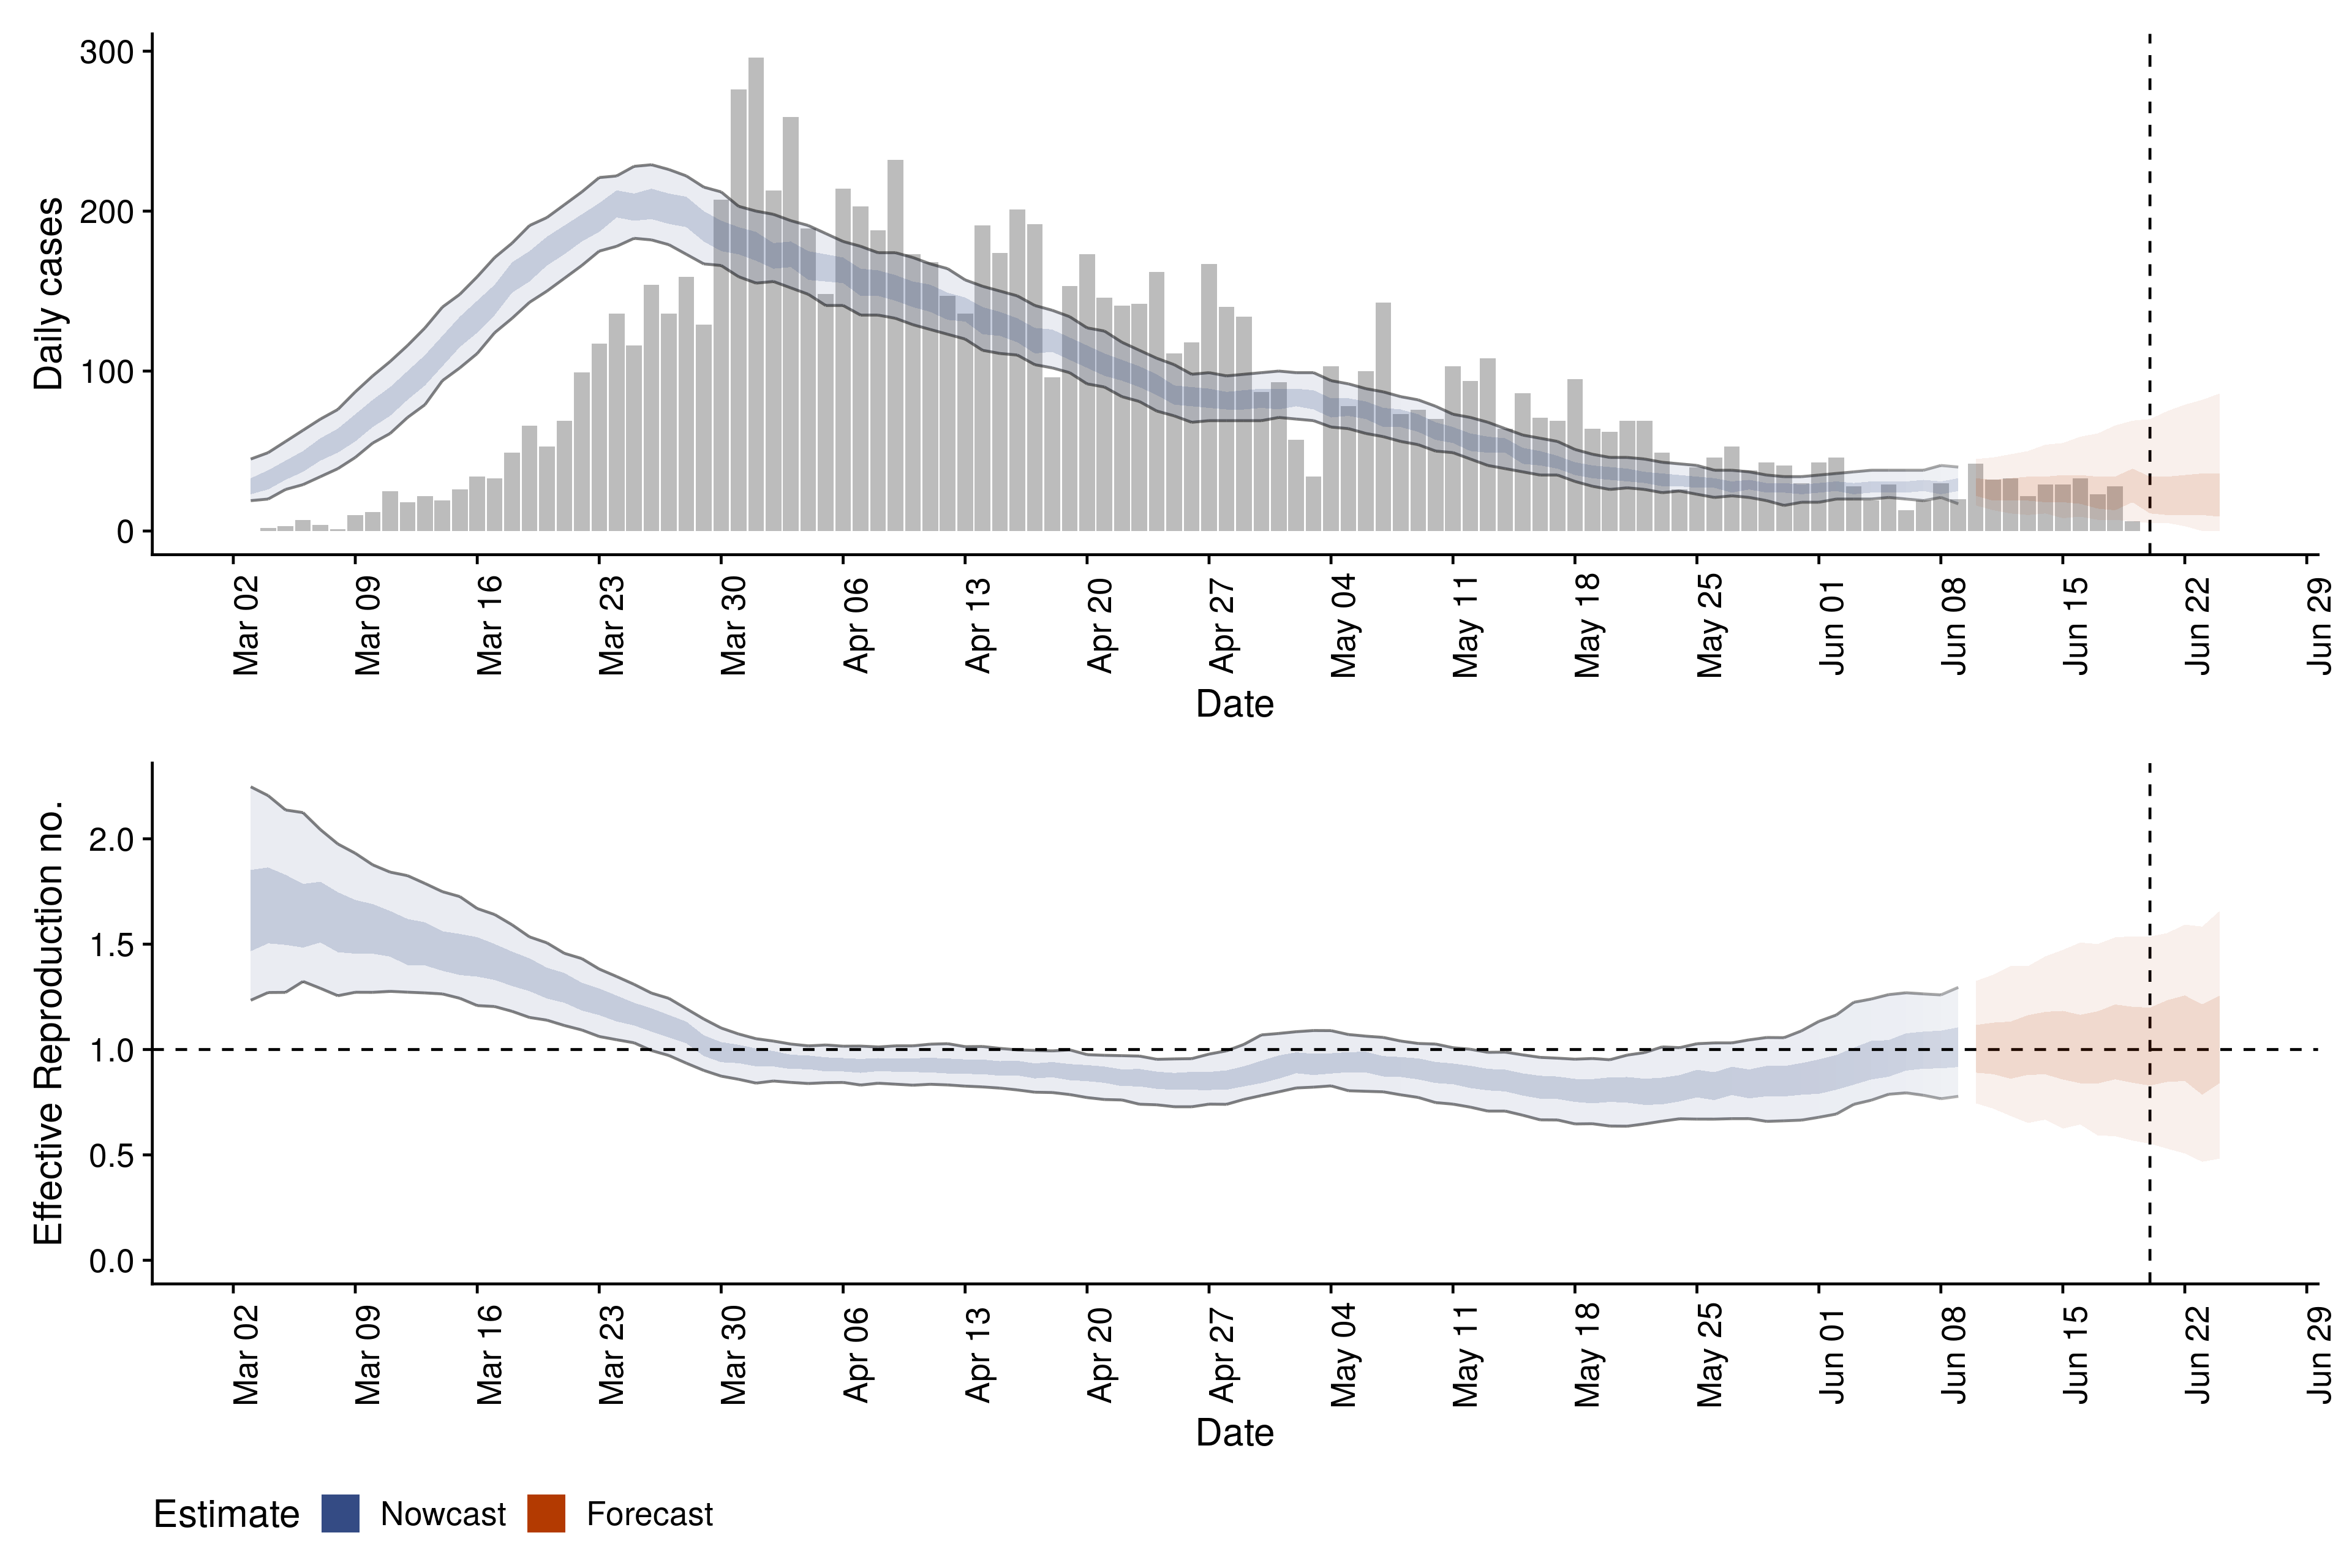 300
200
100
0
Daily cases
Mar 02 Mar 09 Mar 16 Mar 23 Mar 30 Apr 06 Apr 13 Apr 20 Apr 27 May 04 May 11 May 18 May 25 Jun 01 Jun 08 Jun 15 Jun 22 Jun 29
Date
2.0
1.5
1.0
0.5
0.0
Effective Reproduction no.
Mar 02 Mar 09 Mar 16 Mar 23 Mar 30 Apr 06 Apr 13 Apr 20 Apr 27 May 04 May 11 May 18 May 25 Jun 01 Jun 08 Jun 15 Jun 22 Jun 29
Date
Estimate Nowcast Forecast